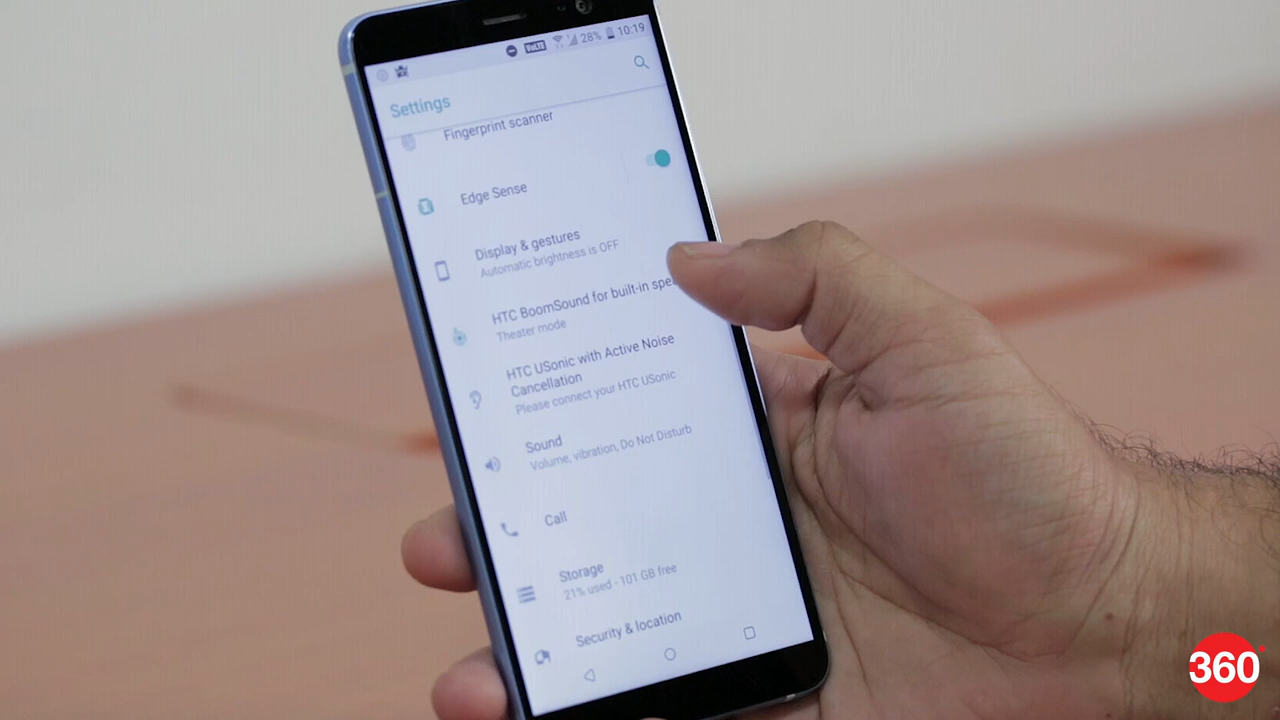 VoLTE 28% 10:19
Settings
Fingerprint scanner
Edge Sense
Display & gestures
Automatic brightness is OFF
HTC BoomSound for built-in spe
Theater mode
HTC USonic with Active Noise
Cancellation
Please connect your HTC USonic
Sound
Volume, vibration, Do Not Disturb
Call
Storage
21% used - 101 GB free
Security & location
360